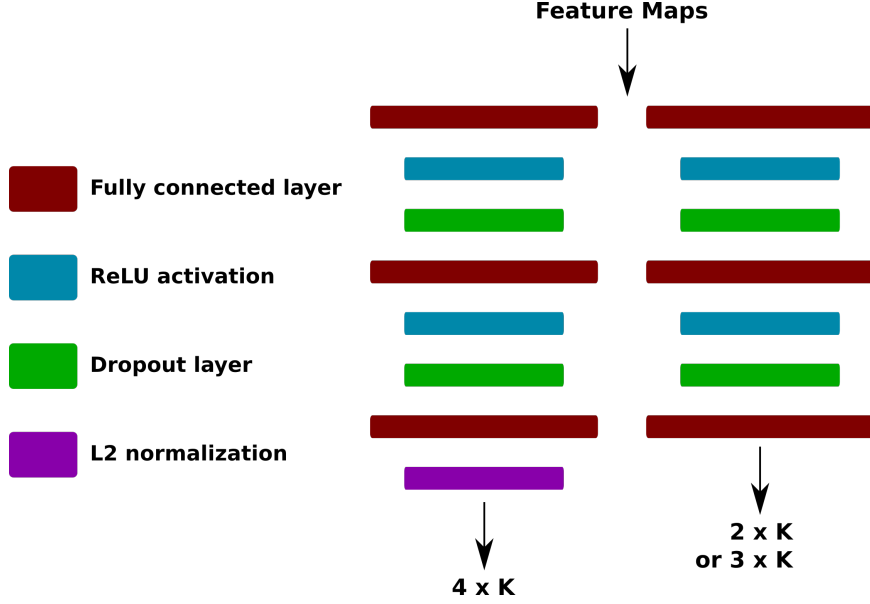 Feature Maps
Fully connected layer
ReLU activation
Dropout layer
L2 normalization
2 x K
or 3 x K
4 x K